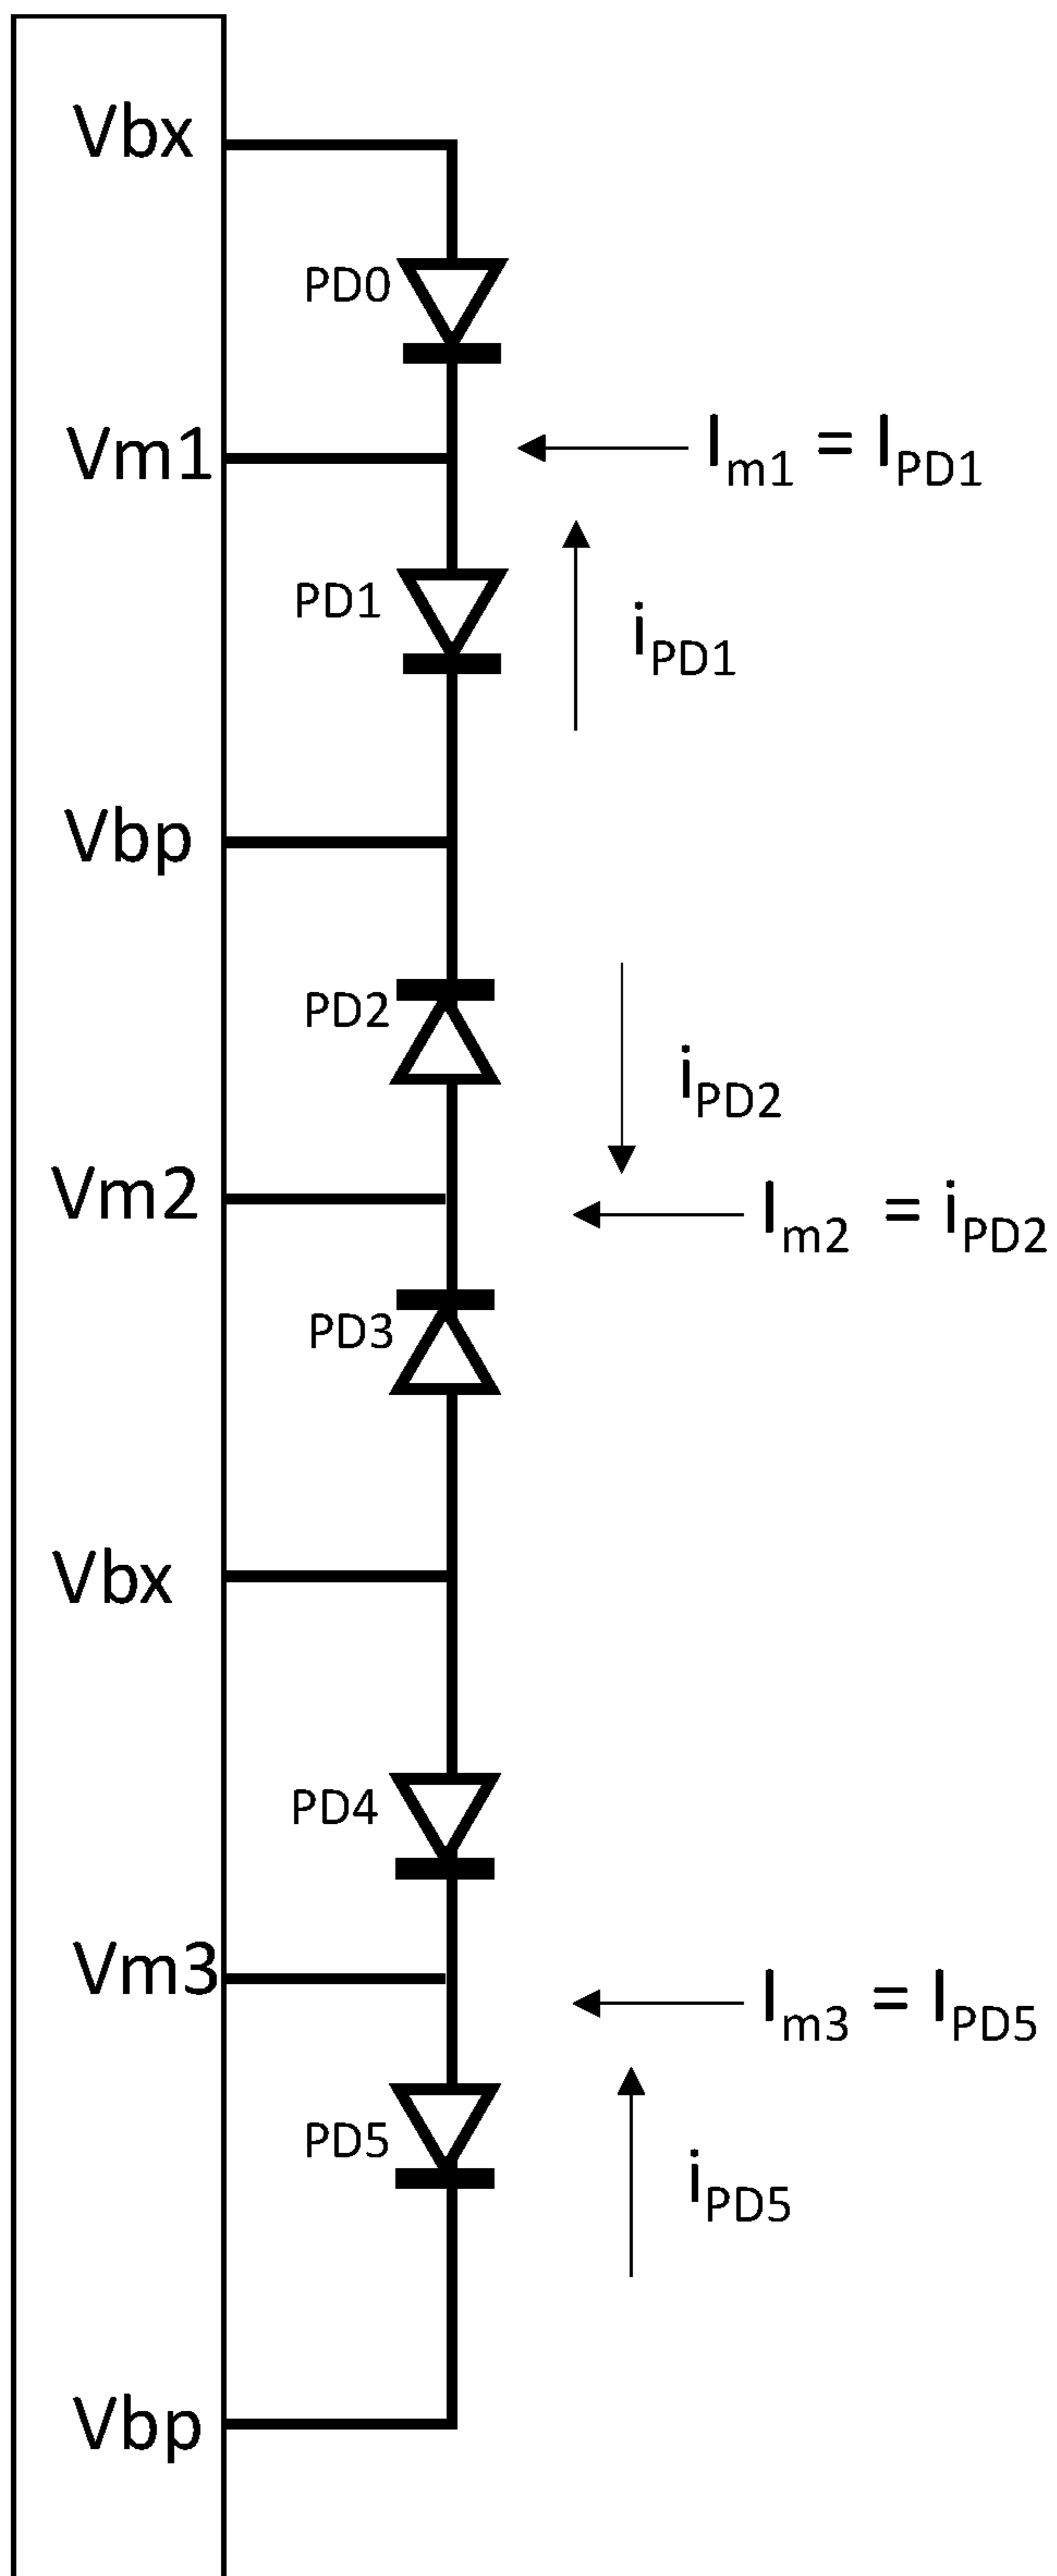 Vbx
PD0
Vm1
Im1 = IPD1
PD1
iPD1
Vbp
PD2
iPD2
Vm2
Im2 = iPD2
PD3
Vbx
PD4
Vm3
Im3 = IPD5
PD5
iPD5
Vbp